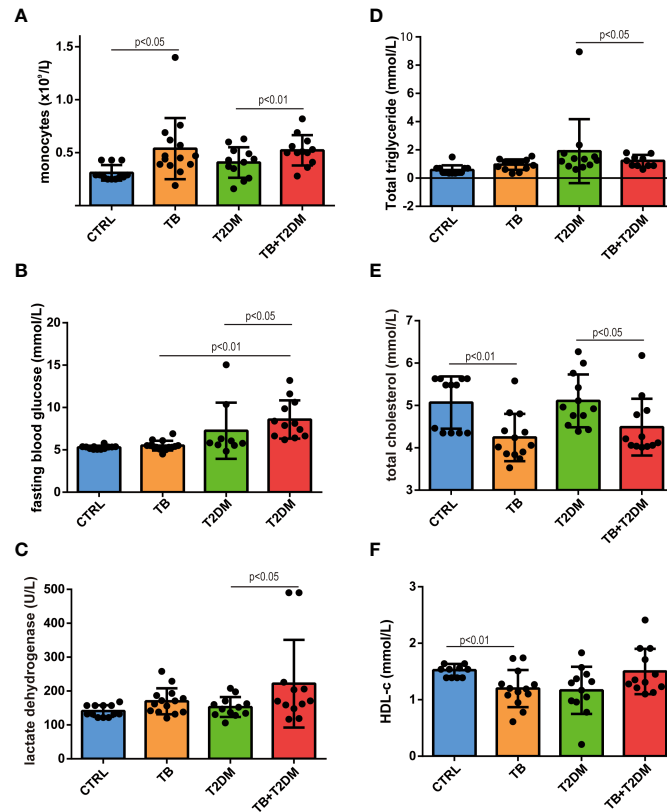 A
monocytes (x10⁹/L)
1.5
1.0
0.5
p<0.05
p<0.01
CTRL
TB
T2DM
TB+T2DM
D
Total triglyceride (mmol/L)
10
8
6
4
2
0
-2
p<0.05
CTRL
TB
T2DM
TB+T2DM
B
fasting blood glucose (mmol/L)
20
15
10
5
0
p<0.05
p<0.01
CTRL
TB
T2DM
TB+T2DM
E
total cholesterol (mmol/L)
7
6
5
4
3
p<0.01
p<0.05
CTRL
TB
T2DM
TB+T2DM
C
lactate dehydrogenase (U/L)
500
400
300
200
100
0
p<0.05
CTRL
TB
T2DM
TB+T2DM
F
HDL-c (mmol/L)
3
2
1
0
p<0.01
CTRL
TB
T2DM
TB+T2DM